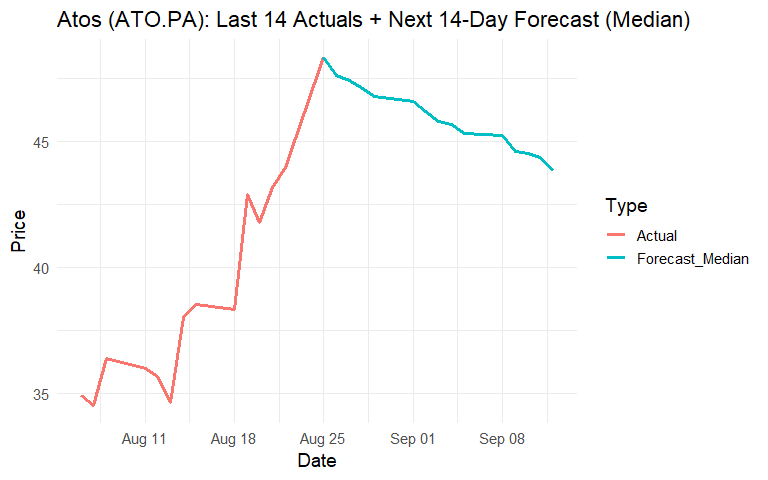 Atos (ATO.PA): Last 14 Actuals + Next 14-Day Forecast (Median)
Price
45
40
35
Aug 11 Aug 18 Aug 25 Sep 01 Sep 08
Date
Type
Actual
Forecast_Median